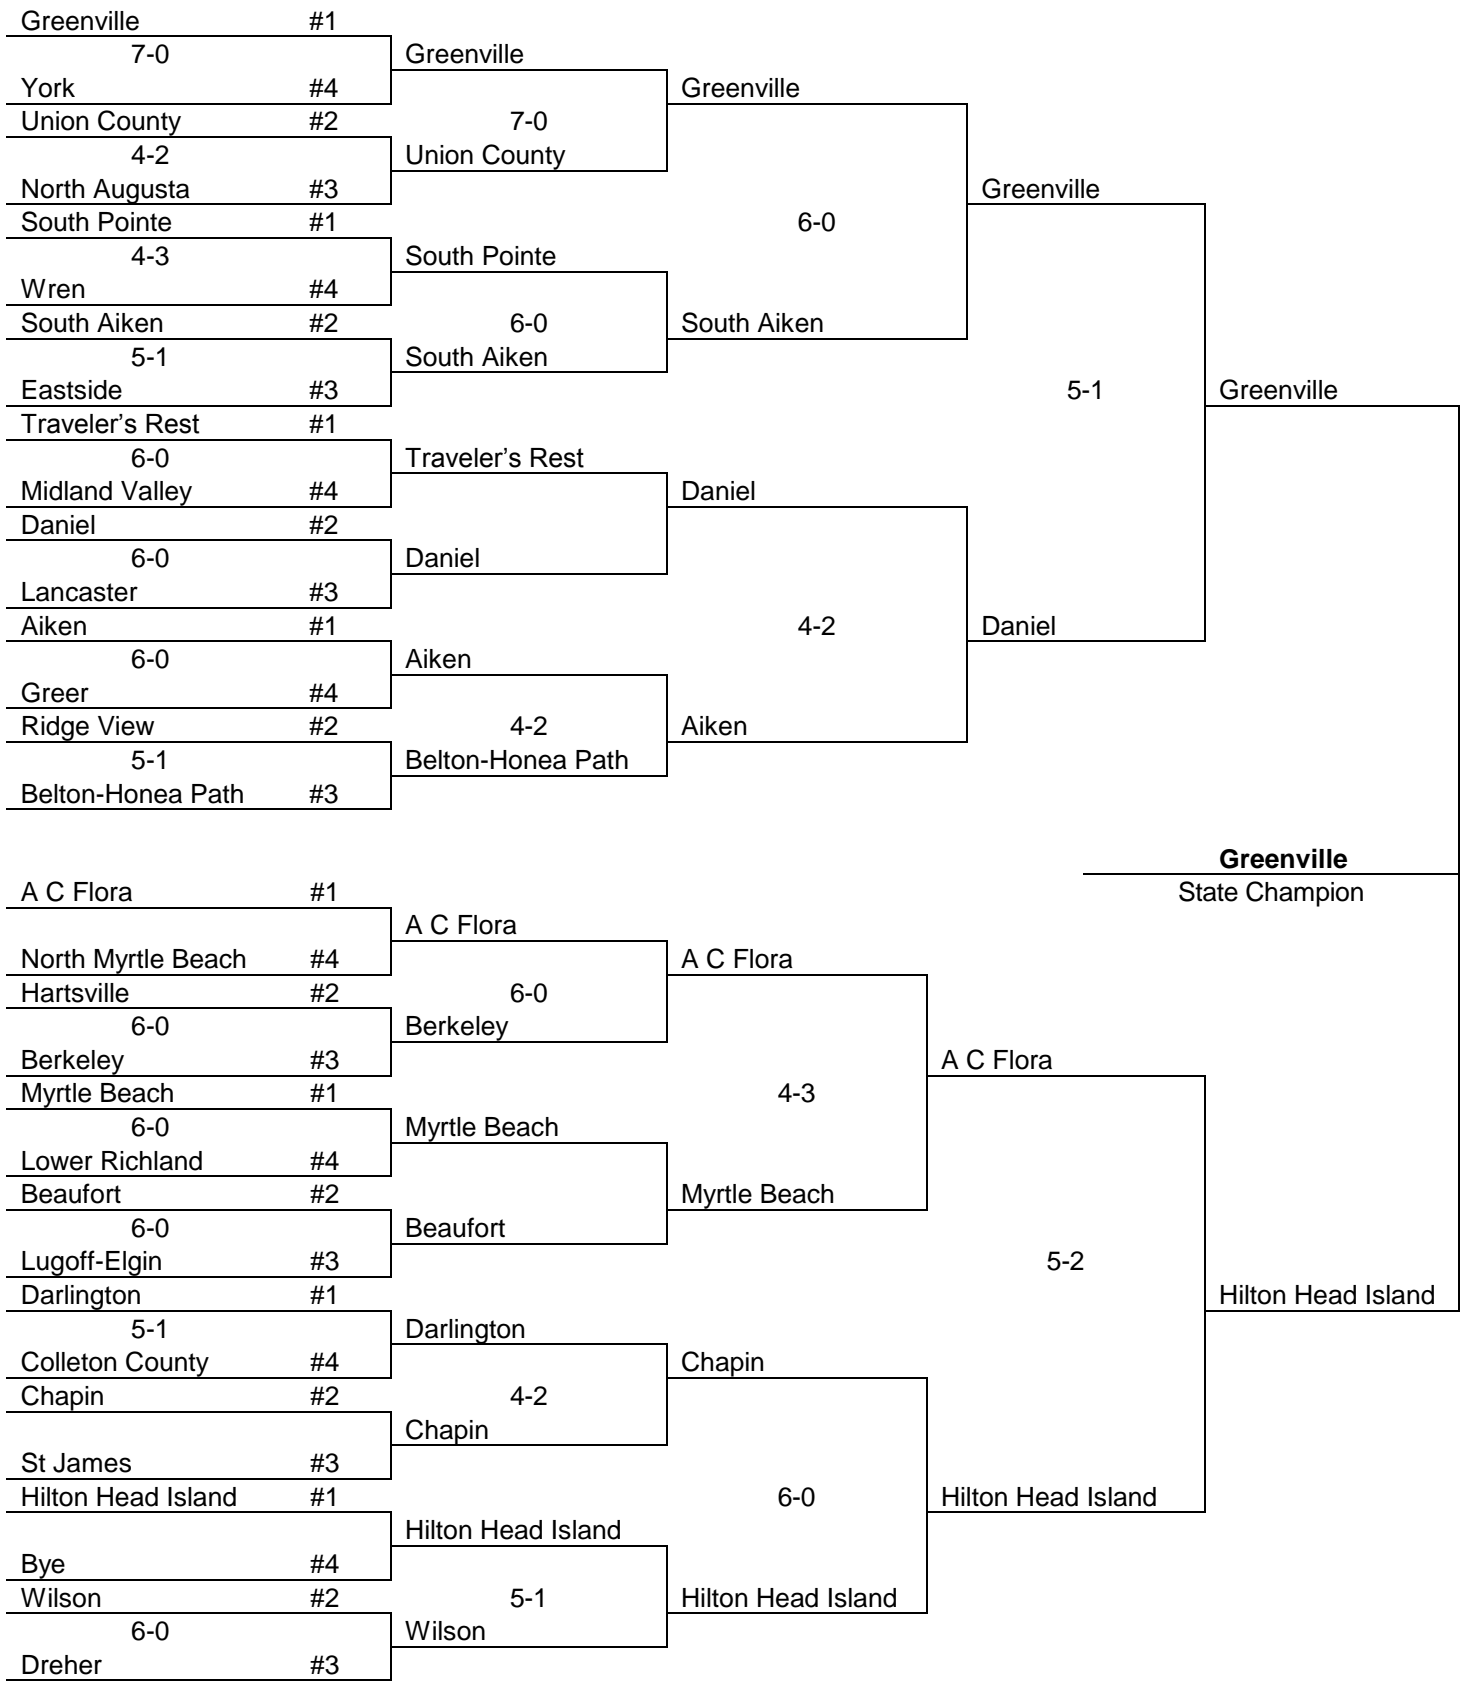 Greenville #1
7-0 Greenville
York #4 Greenville
Union County #2 7-0
4-2 Union County
North Augusta #3 Greenville
South Pointe #1 6-0
4-3 South Pointe
Wren #4
South Aiken #2 6-0 South Aiken
5-1 South Aiken
Eastside #3 5-1 Greenville
Traveler’s Rest #1
6-0 Traveler’s Rest
Midland Valley #4 Daniel
Daniel #2
6-0 Daniel
Lancaster #3
Aiken #1 4-2 Daniel
6-0 Aiken
Greer #4
Ridge View #2 4-2 Aiken
5-1 Belton-Honea Path
Belton-Honea Path #3
Greenville
A C Flora #1 State Champion
A C Flora
North Myrtle Beach #4 A C Flora
Hartsville #2 6-0
6-0 Berkeley
Berkeley #3 A C Flora
Myrtle Beach #1 4-3
6-0 Myrtle Beach
Lower Richland #4
Beaufort #2 Myrtle Beach
6-0 Beaufort
Lugoff-Elgin #3 5-2
Darlington #1 Hilton Head Island
5-1 Darlington
Colleton County #4 Chapin
Chapin #2 4-2
Chapin
St James #3
Hilton Head Island #1 6-0 Hilton Head Island
Hilton Head Island
Bye #4
Wilson #2 5-1 Hilton Head Island
6-0 Wilson
Dreher #3